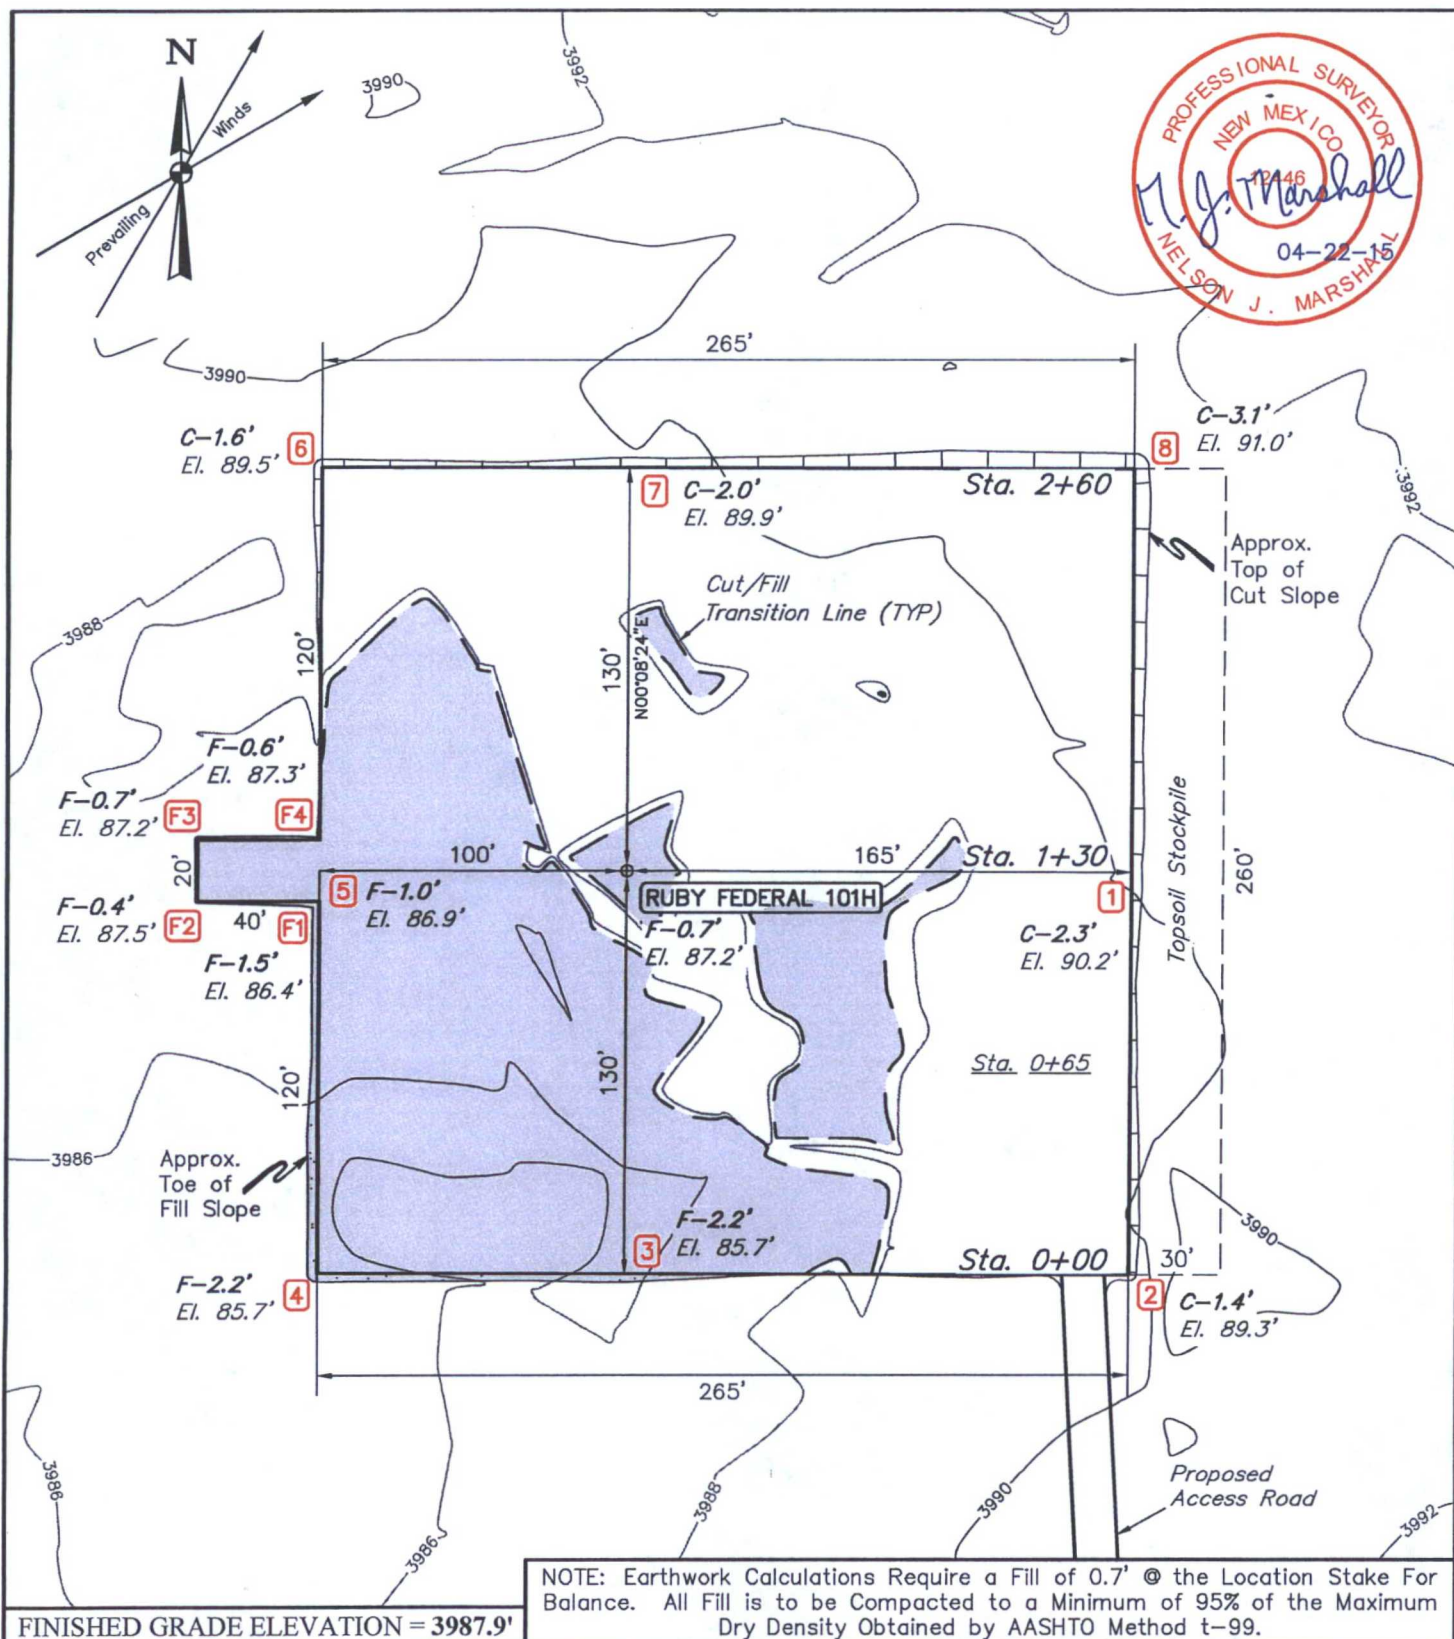 N
Winds
Prevailing
3990
3992
PROFESSIONAL SURVEYOR
NEW MEXICO
12446
N. J. Marshall
04-22-15
NELSON J. MARSHALL
3990
265'
C-1.6'
El. 89.5'
6
7
C-2.0'
El. 89.9'
Sta. 2+60
8
C-3.1'
El. 91.0'
3992
Approx.
Top of
Cut Slope
Cut/Fill
Transition Line (TYP)
3988
120'
130'
N00°08'24"E
F-0.6'
El. 87.3'
F-0.7'
El. 87.2'
F3
F4
20'
100'
165'
Sta. 1+30
Topsoil Stockpile
260'
5
F-1.0'
El. 86.9'
RUBY FEDERAL 101H
1
F-0.4'
El. 87.5'
F2
40'
F1
F-0.7'
El. 87.2'
C-2.3'
El. 90.2'
F-1.5'
El. 86.4'
120'
130'
Sta. 0+65
3986
Approx.
Toe of
Fill Slope
3
F-2.2'
El. 85.7'
Sta. 0+00
30'
3990
F-2.2'
El. 85.7'
4
2
C-1.4'
El. 89.3'
265'
3986
3986
3988
3990
Proposed
Access Road
3992
NOTE: Earthwork Calculations Require a Fill of 0.7' @ the Location Stake For
Balance. All Fill is to be Compacted to a Minimum of 95% of the Maximum
Dry Density Obtained by AASHTO Method t-99.
FINISHED GRADE ELEVATION = 3987.9'